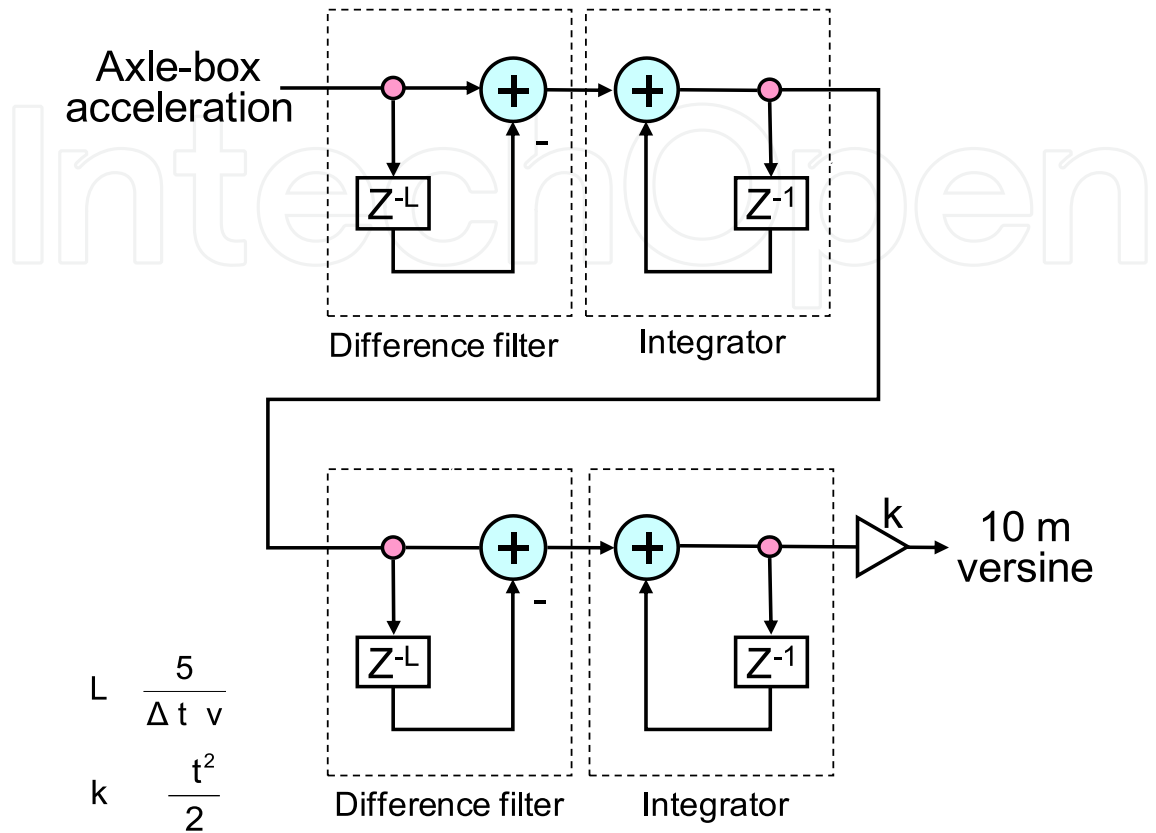 Axle-box
acceleration
+
+
-
Z-L
Z-1
IntechOpen
Difference filter
Integrator
+
+
k
10 m
versine
-
Z-L
Z-1
L 5
Δ t v
k t2
2
Difference filter
Integrator